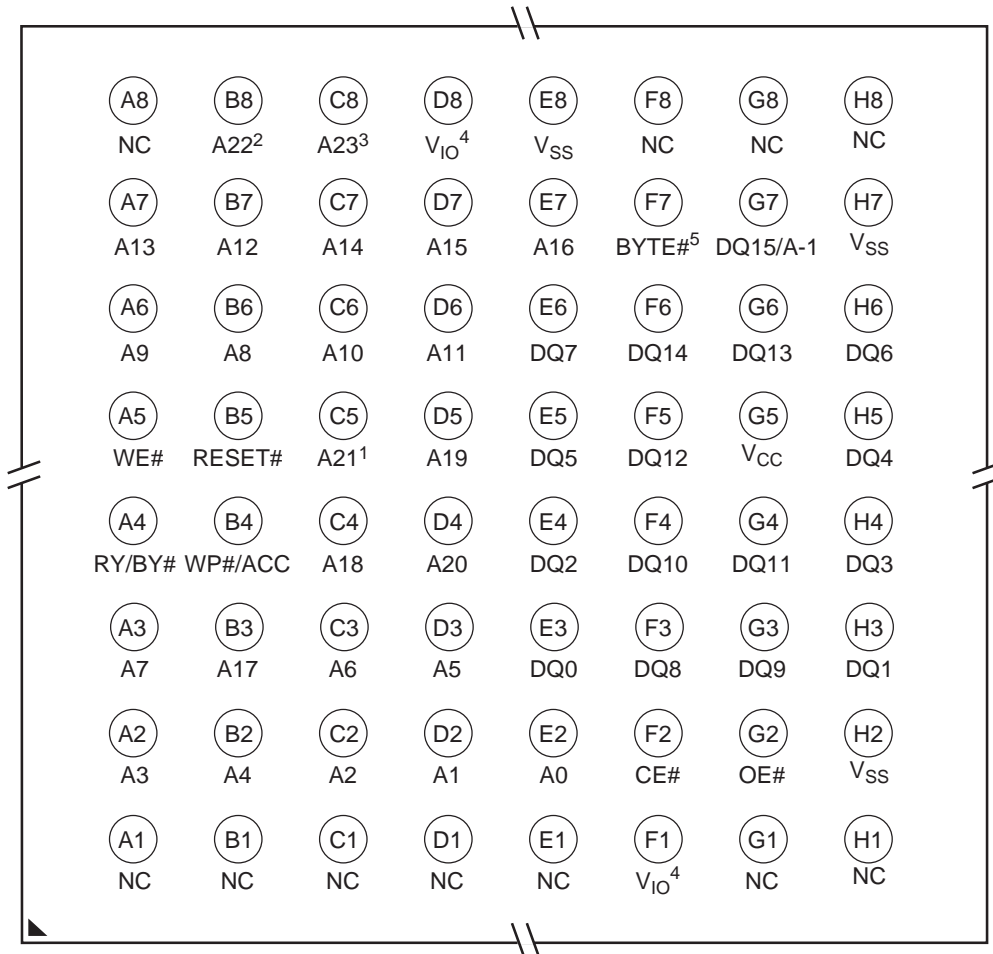 A8 B8 C8 D8 E8 F8 G8 H8
NC A22² A23³ V_IO⁴ V_SS NC NC NC
A7 B7 C7 D7 E7 F7 G7 H7
A13 A12 A14 A15 A16 BYTE#⁵ DQ15/A-1 V_SS
A6 B6 C6 D6 E6 F6 G6 H6
A9 A8 A10 A11 DQ7 DQ14 DQ13 DQ6
A5 B5 C5 D5 E5 F5 G5 H5
WE# RESET# A21¹ A19 DQ5 DQ12 V_CC DQ4
A4 B4 C4 D4 E4 F4 G4 H4
RY/BY# WP#/ACC A18 A20 DQ2 DQ10 DQ11 DQ3
A3 B3 C3 D3 E3 F3 G3 H3
A7 A17 A6 A5 DQ0 DQ8 DQ9 DQ1
A2 B2 C2 D2 E2 F2 G2 H2
A3 A4 A2 A1 A0 CE# OE# V_SS
A1 B1 C1 D1 E1 F1 G1 H1
NC NC NC NC NC V_IO⁴ NC NC